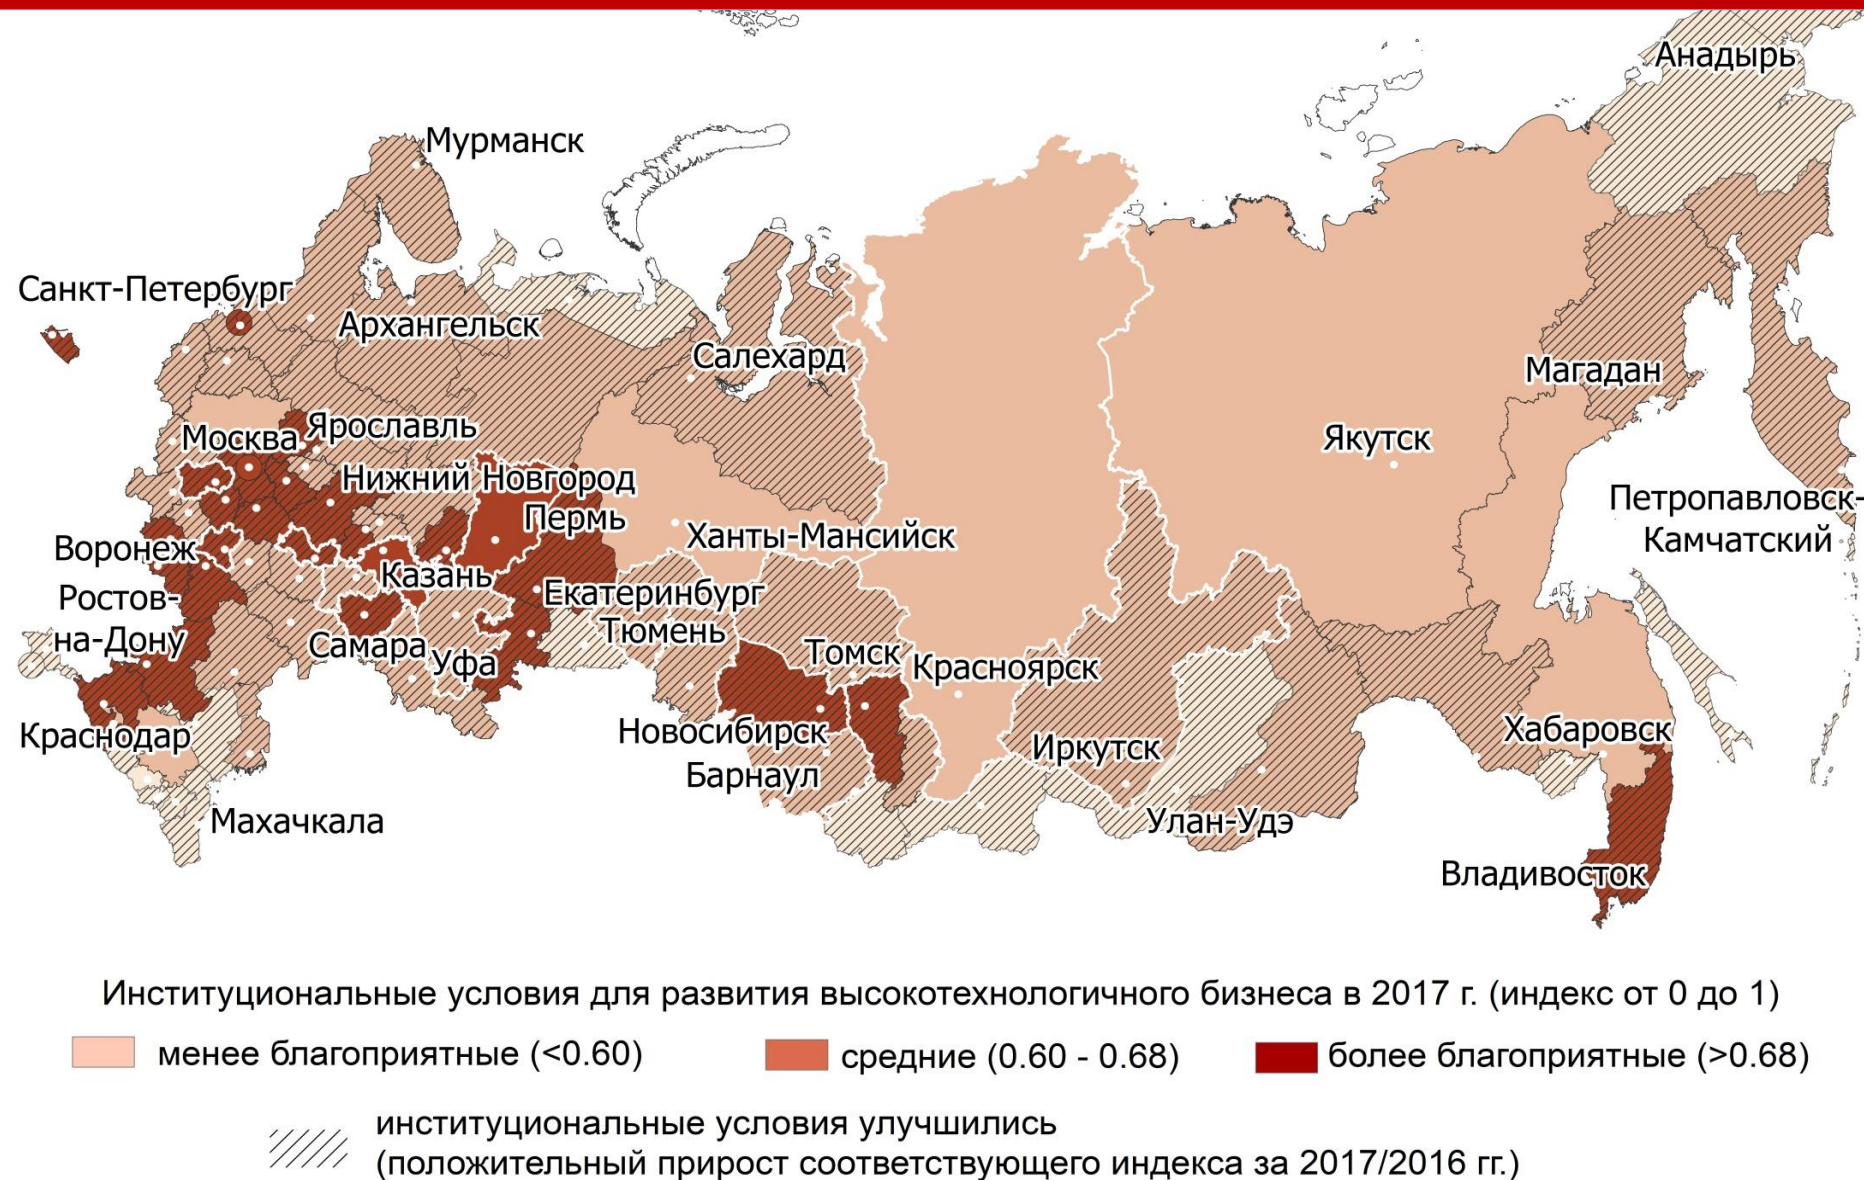 Анадырь
Мурманск
Санкт-Петербург
Архангельск
Салехард
Магадан
Москва
Ярославль
Якутск
Нижний Новгород
Петропавловск-
Камчатский
Пермь
Ханты-Мансийск
Воронеж
Казань
Екатеринбург
Ростов-
на-Дону
Тюмень
Самара
Уфа
Томск
Красноярск
Краснодар
Новосибирск
Иркутск
Хабаровск
Барнаул
Махачкала
Улан-Удэ
Владивосток
Институциональные условия для развития высокотехнологичного бизнеса в 2017 г. (индекс от 0 до 1)
менее благоприятные (<0.60)
средние (0.60 - 0.68)
более благоприятные (>0.68)
институциональные условия улучшились
(положительный прирост соответствующего индекса за 2017/2016 гг.)